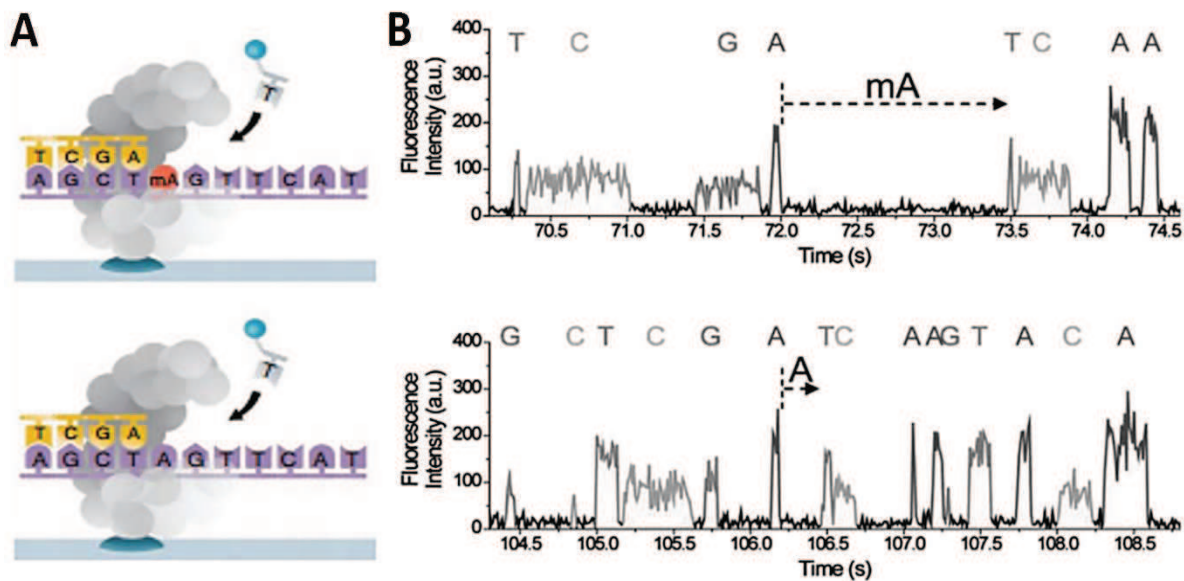 A
T
T C G A
A G C T mA G T T C A T
T
T C G A
A G C T A G T T C A T
B
T C G A T C A A
mA
400
300
200
100
0
Fluorescence
Intensity (a.u.)
70.5 71.0 71.5 72.0 72.5 73.0 73.5 74.0 74.5
Time (s)
G C T C G A T C A A G T A C A
A
400
300
200
100
0
Fluorescence
Intensity (a.u.)
104.5 105.0 105.5 106.0 106.5 107.0 107.5 108.0 108.5
Time (s)